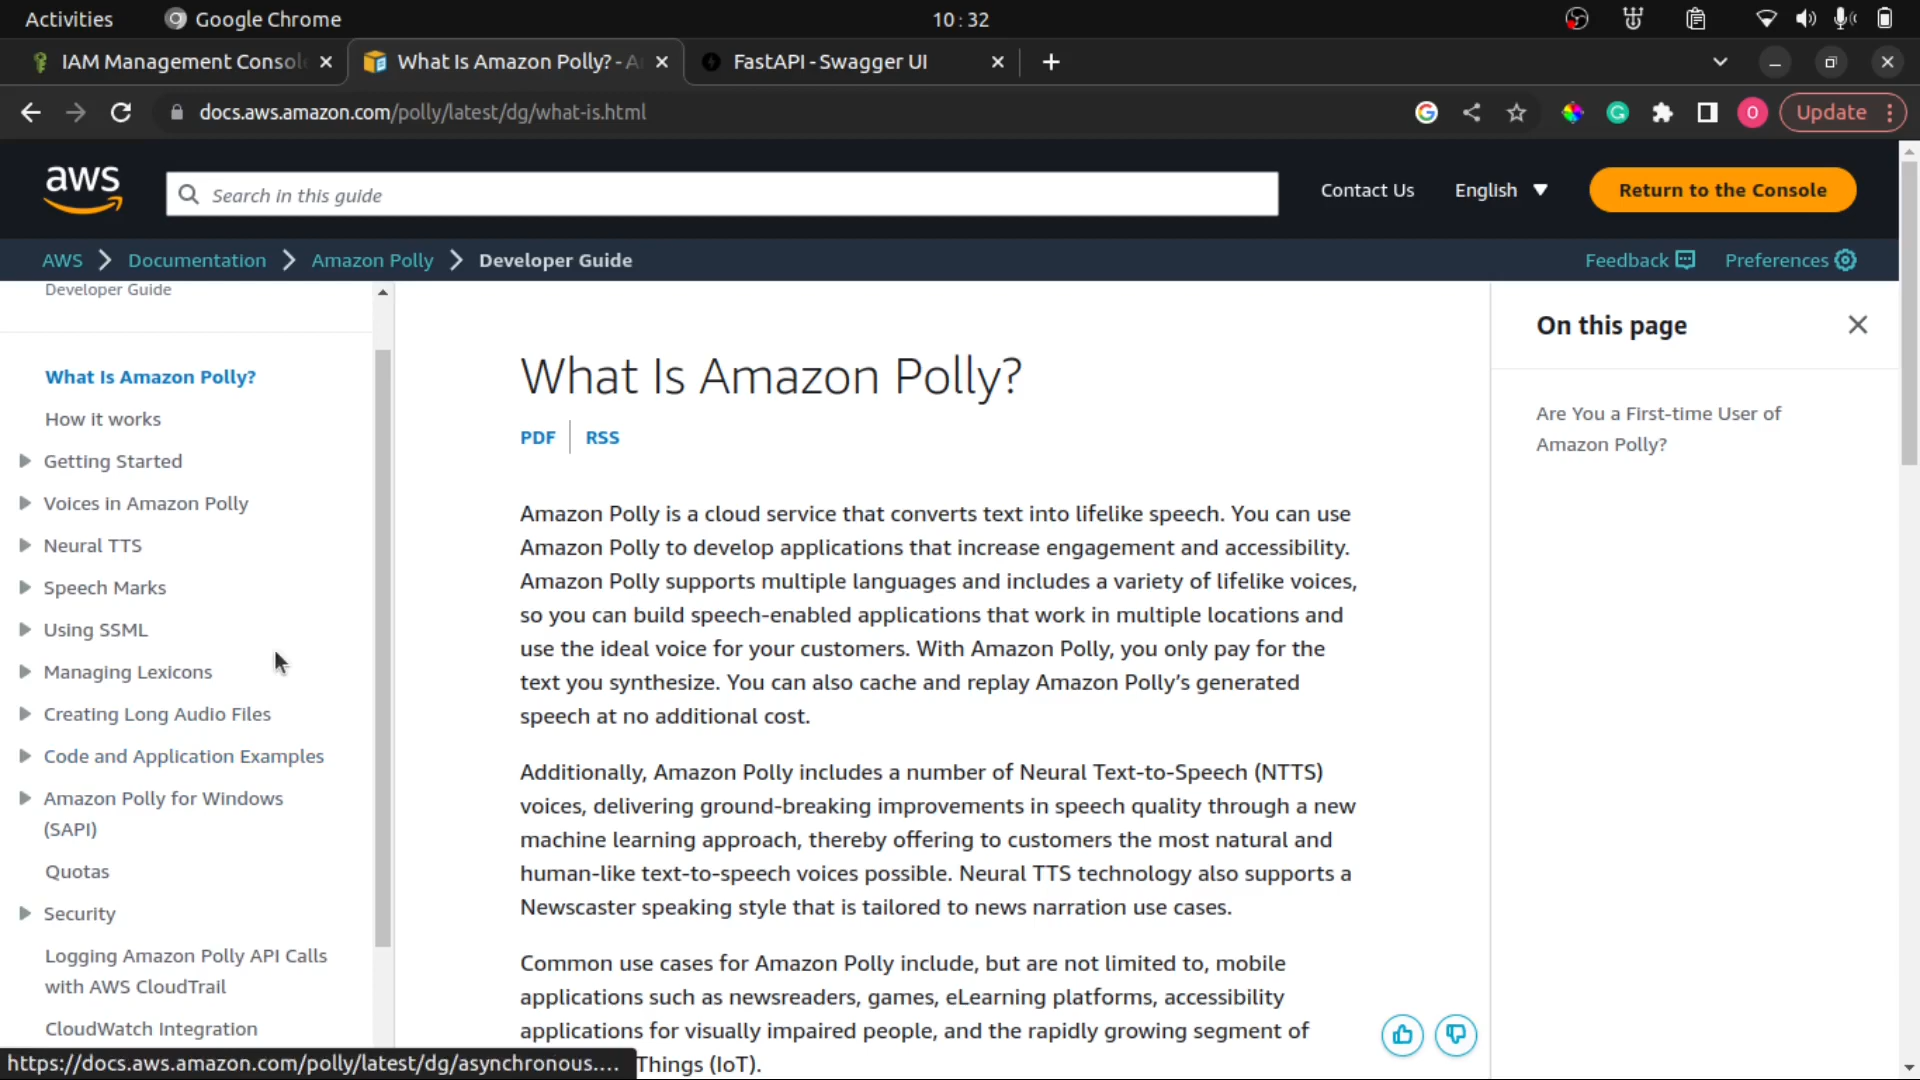 Activities
Google Chrome
10:32
IAM Management Consol
What Is Amazon Polly? - A
FastAPI - Swagger UI
docs.aws.amazon.com/polly/latest/dg/what-is.html
O
Update
aws
Search in this guide
Contact Us
English
Return to the Console
AWS
Documentation
Amazon Polly
Developer Guide
Feedback
Preferences
Developer Guide
What Is Amazon Polly?
How it works
Getting Started
Voices in Amazon Polly
Neural TTS
Speech Marks
Using SSML
Managing Lexicons
Creating Long Audio Files
Code and Application Examples
Amazon Polly for Windows
(SAPI)
Quotas
Security
Logging Amazon Polly API Calls
with AWS CloudTrail
CloudWatch Integration
https://docs.aws.amazon.com/polly/latest/dg/asynchronous....
What Is Amazon Polly?
PDF
RSS
Amazon Polly is a cloud service that converts text into lifelike speech. You can use
Amazon Polly to develop applications that increase engagement and accessibility.
Amazon Polly supports multiple languages and includes a variety of lifelike voices,
so you can build speech-enabled applications that work in multiple locations and
use the ideal voice for your customers. With Amazon Polly, you only pay for the
text you synthesize. You can also cache and replay Amazon Polly's generated
speech at no additional cost.
Additionally, Amazon Polly includes a number of Neural Text-to-Speech (NTTS)
voices, delivering ground-breaking improvements in speech quality through a new
machine learning approach, thereby offering to customers the most natural and
human-like text-to-speech voices possible. Neural TTS technology also supports a
Newscaster speaking style that is tailored to news narration use cases.
Common use cases for Amazon Polly include, but are not limited to, mobile
applications such as newsreaders, games, eLearning platforms, accessibility
applications for visually impaired people, and the rapidly growing segment of
Things (IoT).
On this page
Are You a First-time User of
Amazon Polly?